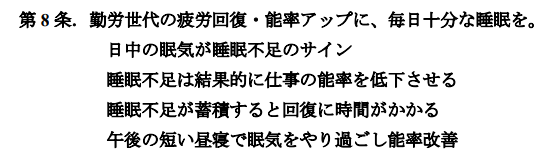 第8条．勤労世代の疲労回復・能率アップに、毎日十分な睡眠を。
日中の眠気が睡眠不足のサイン
睡眠不足は結果的に仕事の能率を低下させる
睡眠不足が蓄積すると回復に時間がかかる
午後の短い昼寝で眠気をやり過ごし能率改善